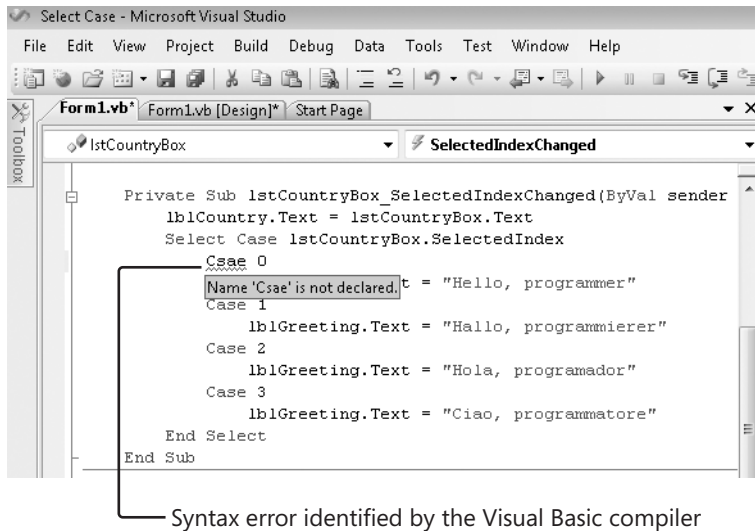 Select Case - Microsoft Visual Studio
File Edit View Project Build Debug Data Tools Test Window Help
Toolbox
Form1.vb* Form1.vb [Design]* Start Page
lstCountryBox SelectedIndexChanged
Private Sub lstCountryBox_SelectedIndexChanged(ByVal sender
lblCountry.Text = lstCountryBox.Text
Select Case lstCountryBox.SelectedIndex
Csae 0
Name 'Csae' is not declared. t = "Hello, programmer"
Case 1
lblGreeting.Text = "Hallo, programmierer"
Case 2
lblGreeting.Text = "Hola, programador"
Case 3
lblGreeting.Text = "Ciao, programmatore"
End Select
End Sub
Syntax error identified by the Visual Basic compiler